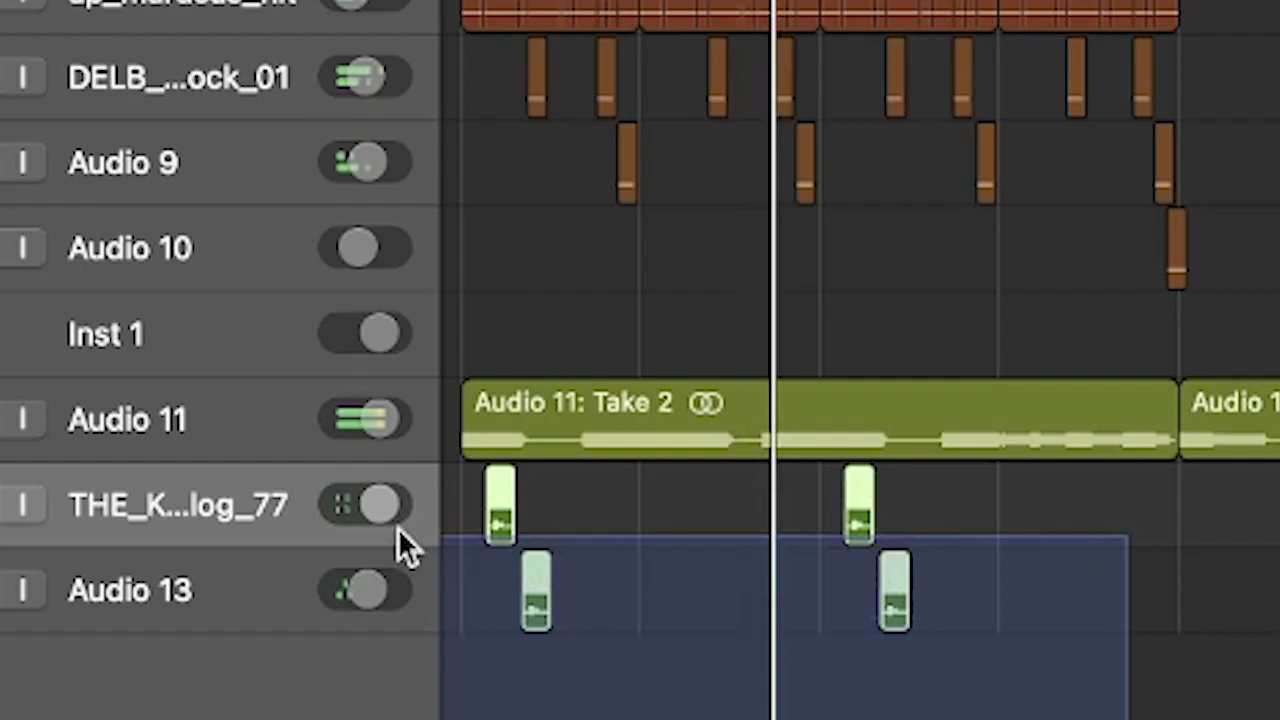 I DELB_...ock_01
I Audio 9
I Audio 10
Inst 1
I Audio 11
Audio 11: Take 2
Audio 1
I THE_K...log_77
I Audio 13